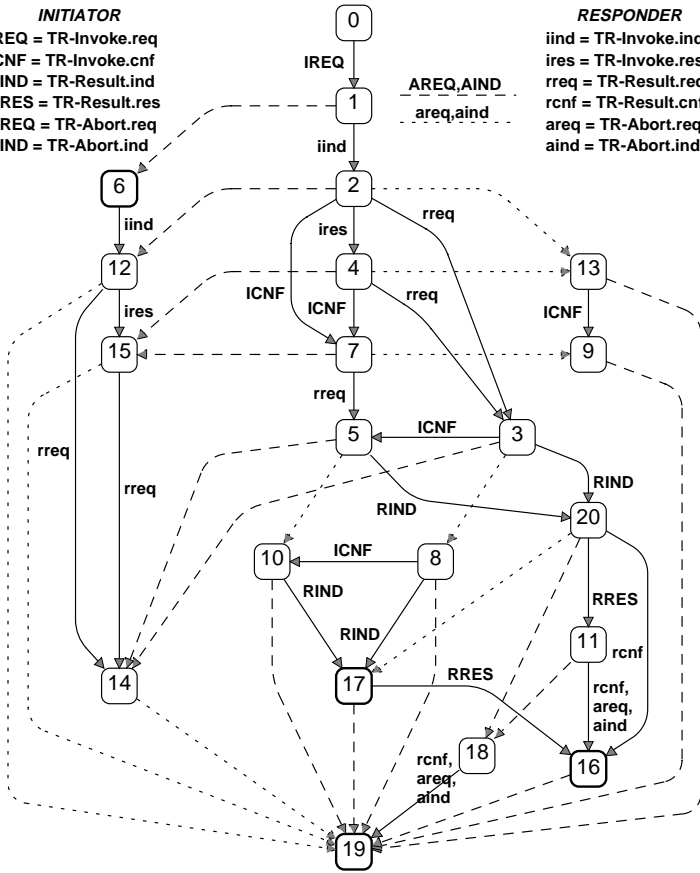 INITIATOR
REQ = TR-Invoke.req
CNF = TR-Invoke.cnf
IND = TR-Result.ind
RES = TR-Result.res
REQ = TR-Abort.req
IND = TR-Abort.ind
RESPONDER
iind = TR-Invoke.ind
ires = TR-Invoke.res
rreq = TR-Result.req
rcnf = TR-Result.cnf
areq = TR-Abort.req
aind = TR-Abort.ind
0
IREQ
AREQ,AIND
areq,aind
1
iind
6
2
iind
ires
rreq
12
4
13
ICNF
ICNF
rreq
ires
ICNF
15
7
9
rreq
5
ICNF
3
rreq
rreq
RIND
RIND
20
10
ICNF
8
RIND
RRES
RIND
11
rcnf
14
17
RRES
rcnf,
areq,
aind
18
16
rcnf,
areq,
aind
19